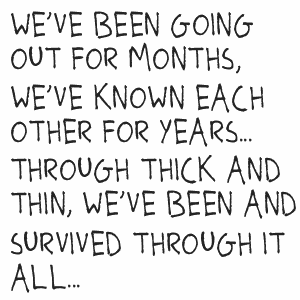 WE'VE BEEN GOING
OUT FOR MONTHS,
WE'VE KNOWN EACH
OTHER FOR YEARS...
THROUGH THICK AND
THIN, WE'VE BEEN AND
SURVIVED THROUGH IT
ALL...